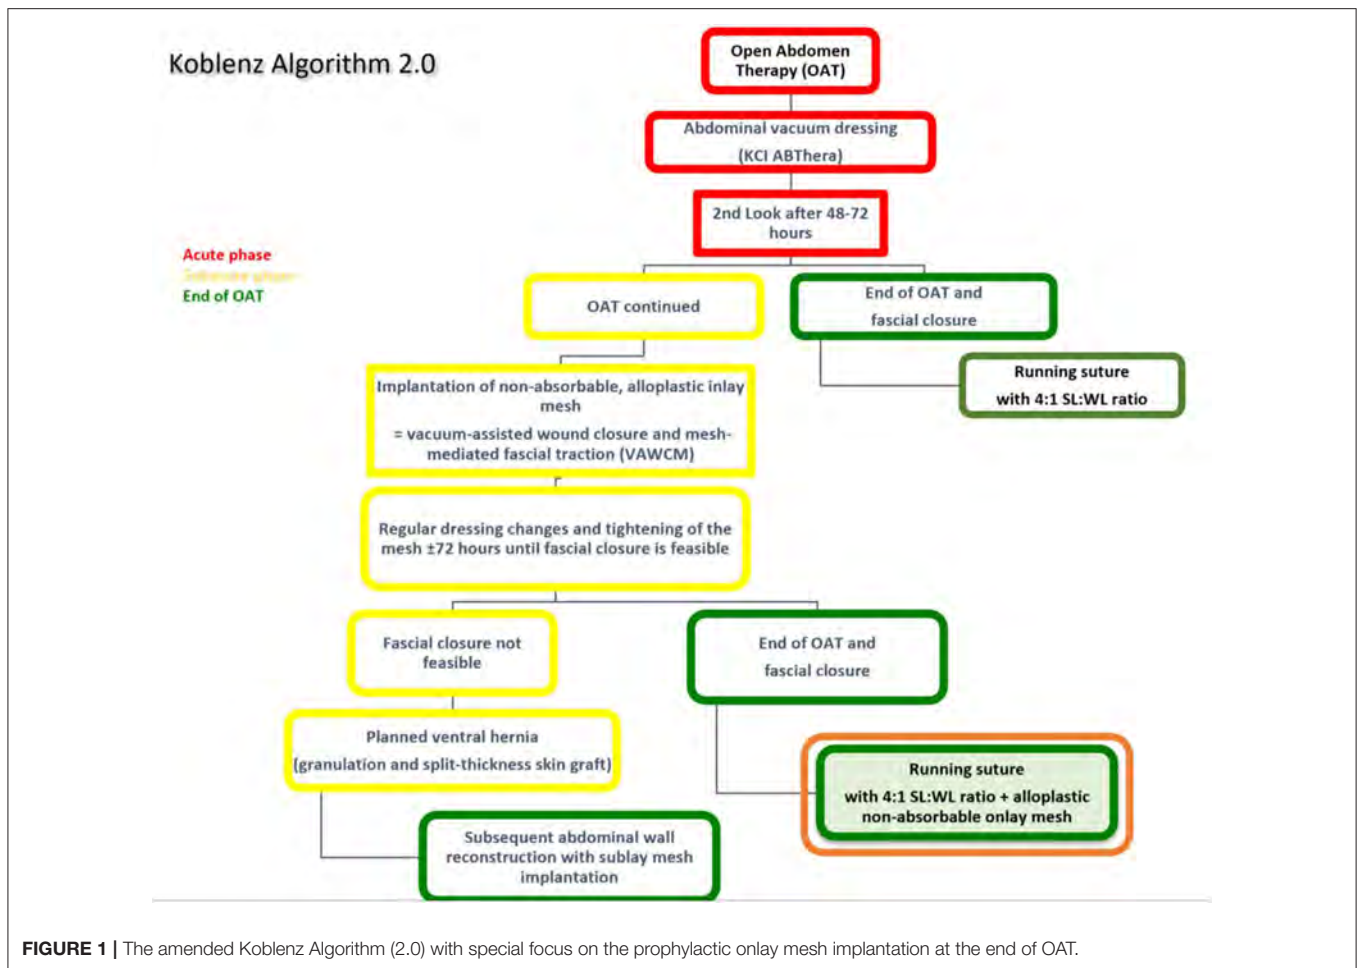 Koblenz Algorithm 2.0
Open Abdomen
Therapy (OAT)
Abdominal vacuum dressing
(KCI ABThera)
2nd Look after 48-72
hours
Acute phase
End of OAT
OAT continued
End of OAT and
fascial closure
Running suture
with 4:1 SL:WL ratio
Implantation of non-absorbable, alloplastic inlay
mesh
= vacuum-assisted wound closure and mesh-
mediated fascial traction (VAWCM)
Regular dressing changes and tightening of the
mesh ±72 hours until fascial closure is feasible
Fascial closure not
feasible
End of OAT and
fascial closure
Planned ventral hernia
(granulation and split-thickness skin graft)
Running suture
with 4:1 SL:WL ratio + alloplastic
non-absorbable onlay mesh
Subsequent abdominal wall
reconstruction with sublay mesh
implantation
FIGURE 1 | The amended Koblenz Algorithm (2.0) with special focus on the prophylactic onlay mesh implantation at the end of OAT.